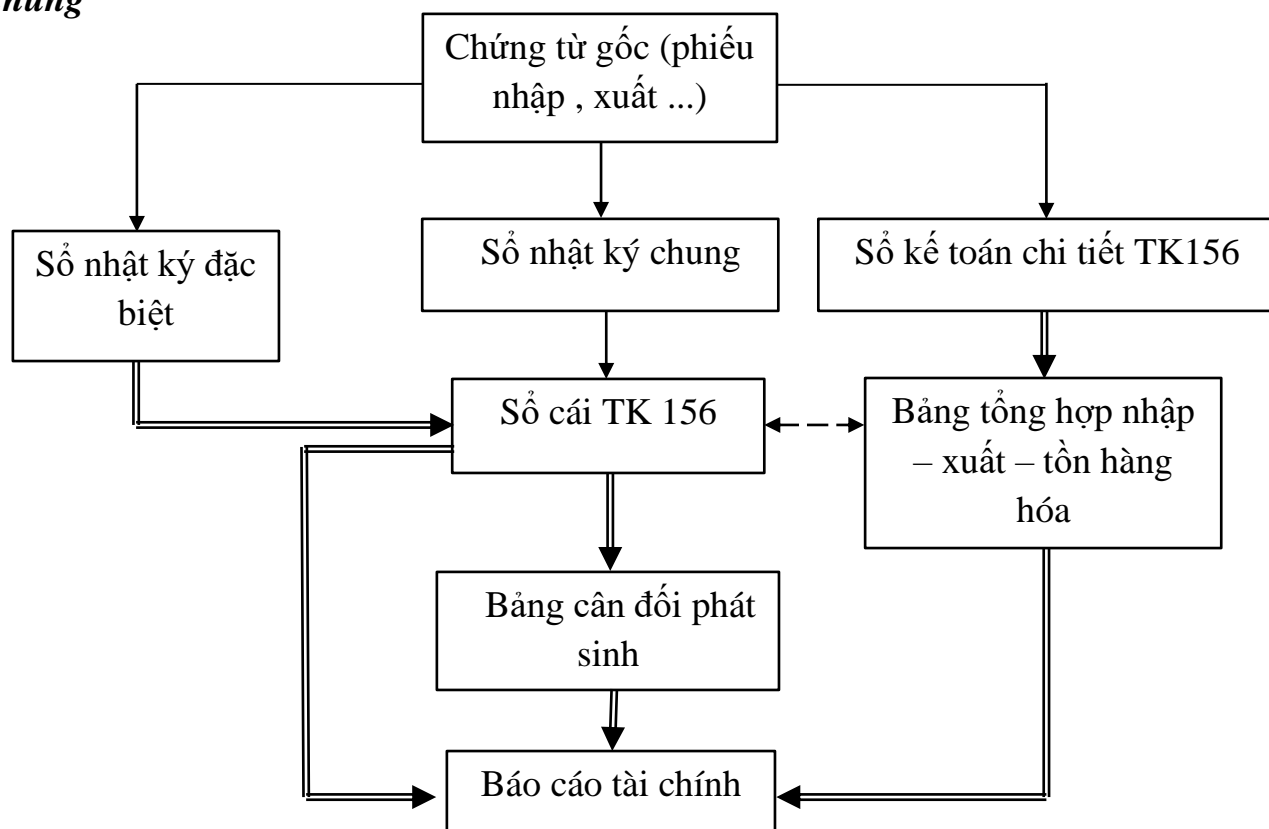 Chứng từ gốc (phiếu
nhập , xuất ...)
Sổ nhật ký đặc
biệt
Sổ nhật ký chung
Sổ kế toán chi tiết TK156
Sổ cái TK 156
Bảng tổng hợp nhập
– xuất – tồn hàng
hóa
Bảng cân đối phát
sinh
Báo cáo tài chính